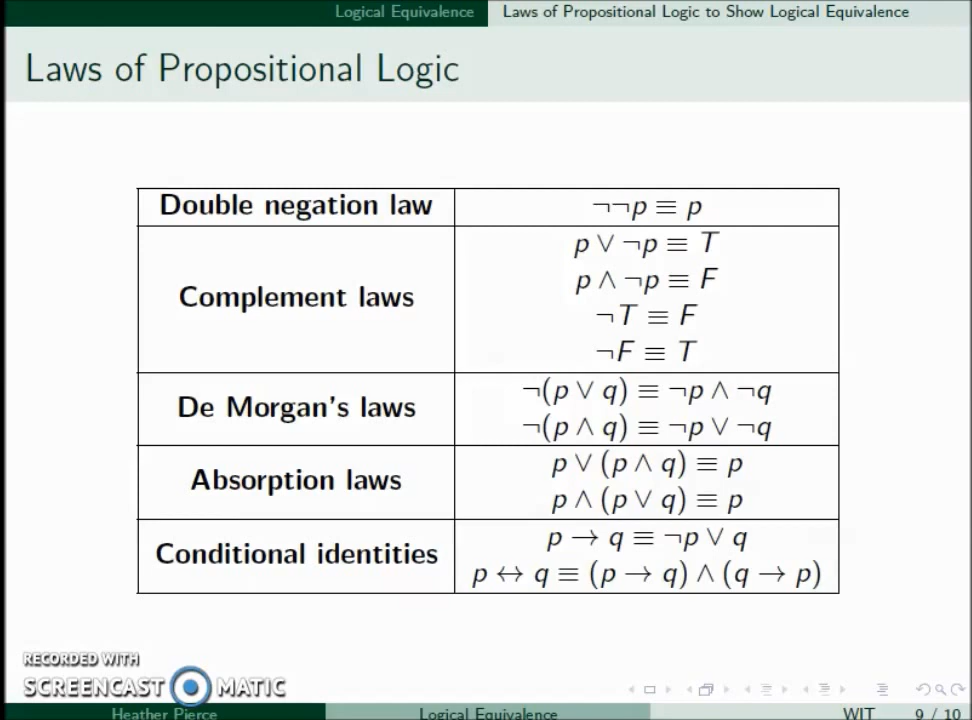 Logical Equivalence Laws of Propositional Logic to Show Logical Equivalence
Laws of Propositional Logic
Double negation law ¬¬p ≡ p
Complement laws
p ∨ ¬p ≡ T
p ∧ ¬p ≡ F
¬T ≡ F
¬F ≡ T
De Morgan's laws
¬(p ∨ q) ≡ ¬p ∧ ¬q
¬(p ∧ q) ≡ ¬p ∨ ¬q
Absorption laws
p ∨ (p ∧ q) ≡ p
p ∧ (p ∨ q) ≡ p
Conditional identities
p → q ≡ ¬p ∨ q
p ↔ q ≡ (p → q) ∧ (q → p)
RECORDED WITH
SCREENCAST MATIC
Heather Pierce Logical Equivalence WIT 9 / 10